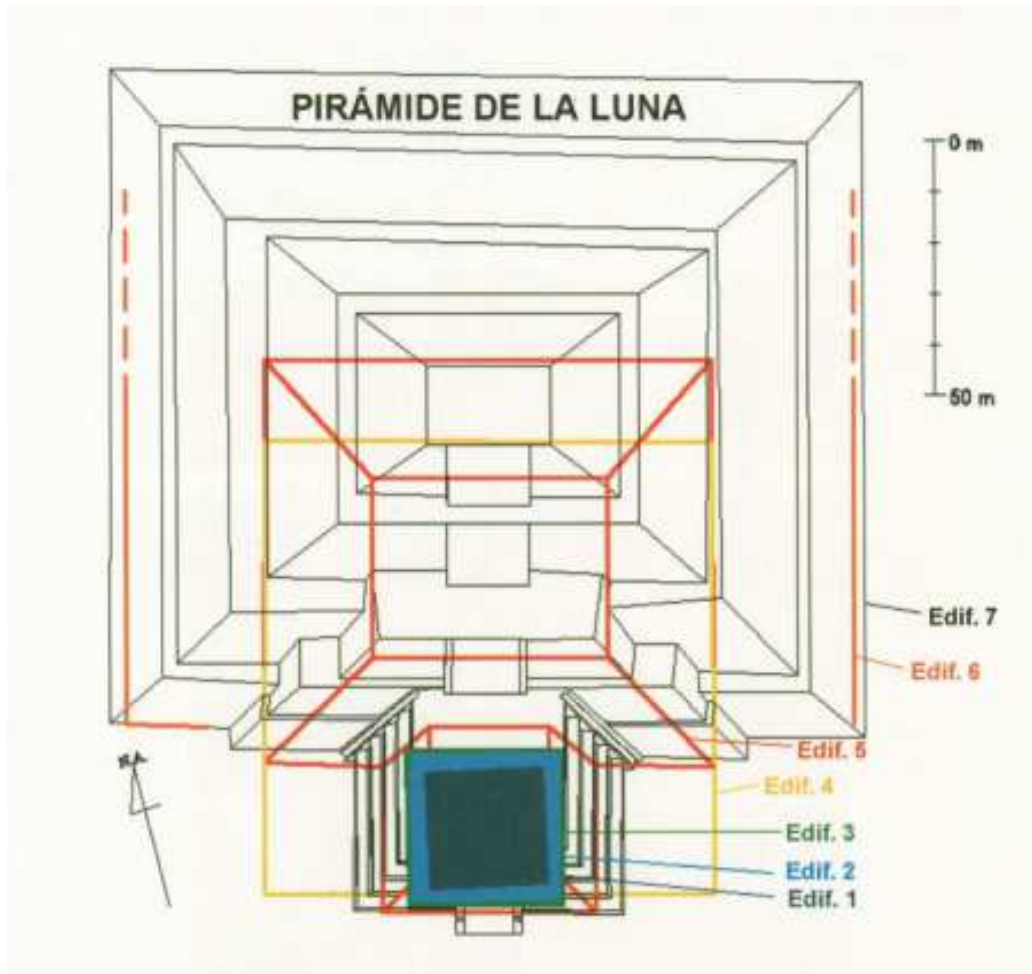 PIRÁMIDE DE LA LUNA
0 m
50 m
Edif. 7
Edif. 6
Edif. 5
Edif. 4
Edif. 3
Edif. 2
Edif. 1